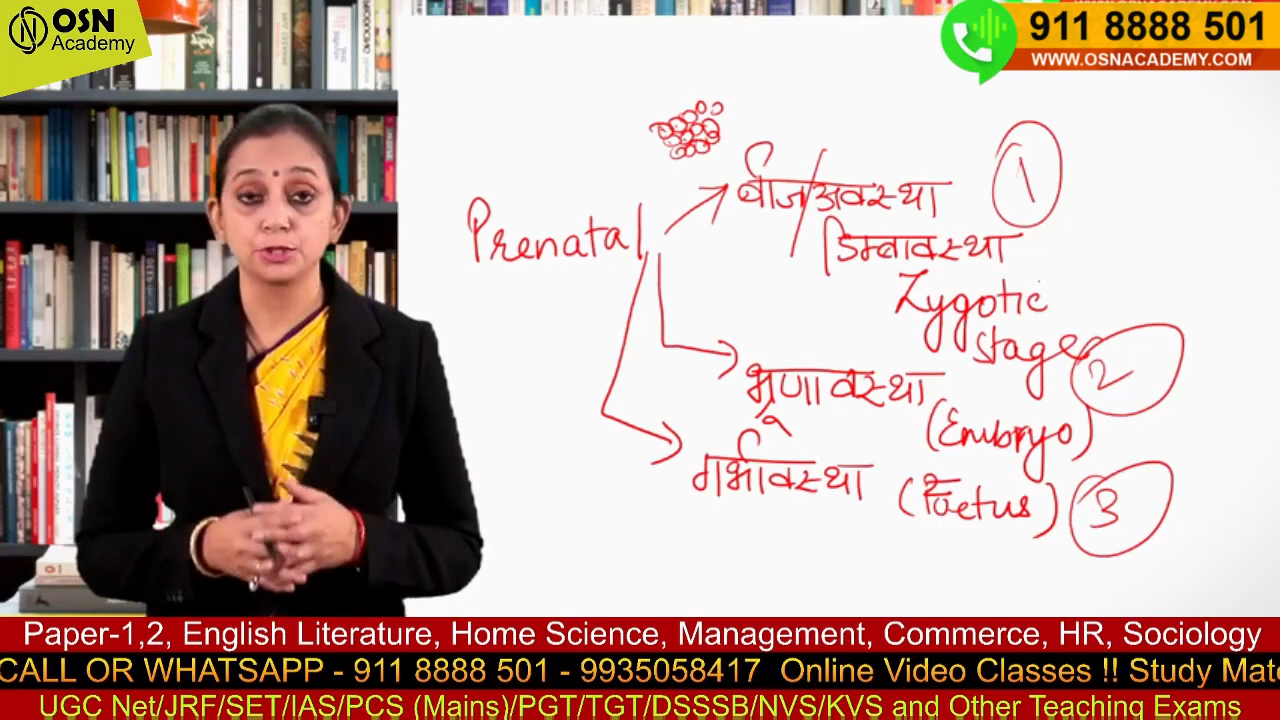 OSN
Academy
911 8888 501
WWW.OSNACADEMY.COM
Prenatal
बीज/अवस्था
1
डिम्बावस्था
Zygotic
stage
2
भ्रूणावस्था
(Embryo)
गर्भावस्था
(Foetus)
3
Paper-1,2, English Literature, Home Science, Management, Commerce, HR, Sociology
CALL OR WHATSAPP - 911 8888 501 - 9935058417 Online Video Classes !! Study Mat
UGC Net/JRF/SET/IAS/PCS (Mains)/PGT/TGT/DSSSB/NVS/KVS and Other Teaching Exams